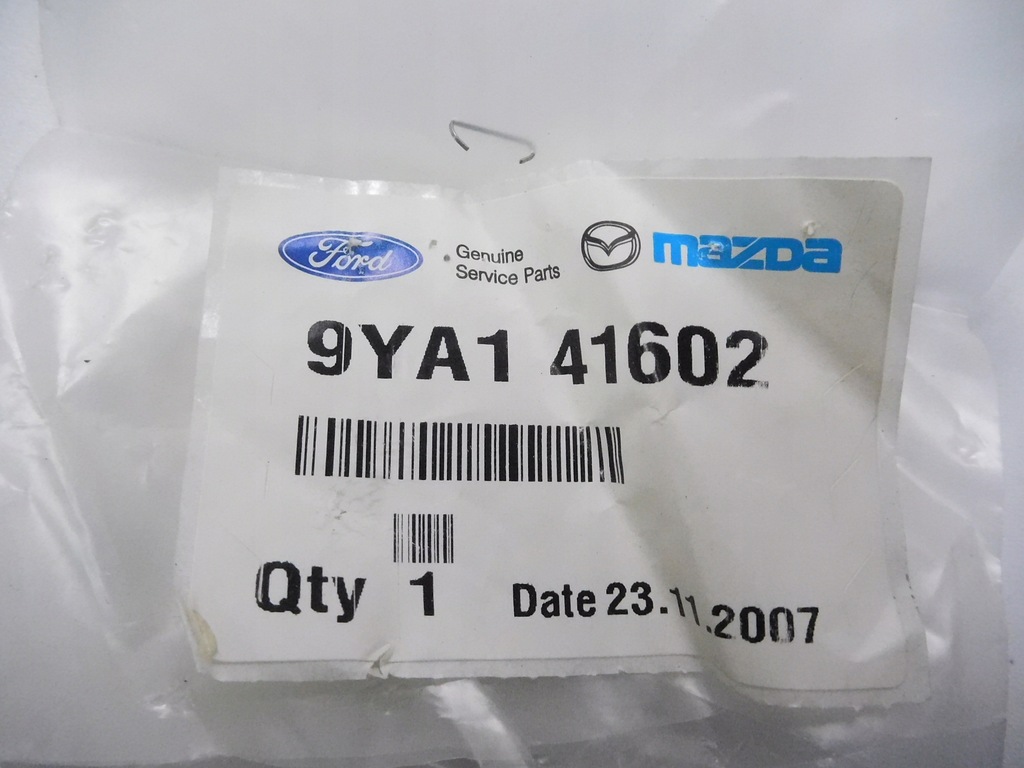 Ford Genuine mazda
Service Parts
9YA1 41602
Qty 1 Date 23.11.2007